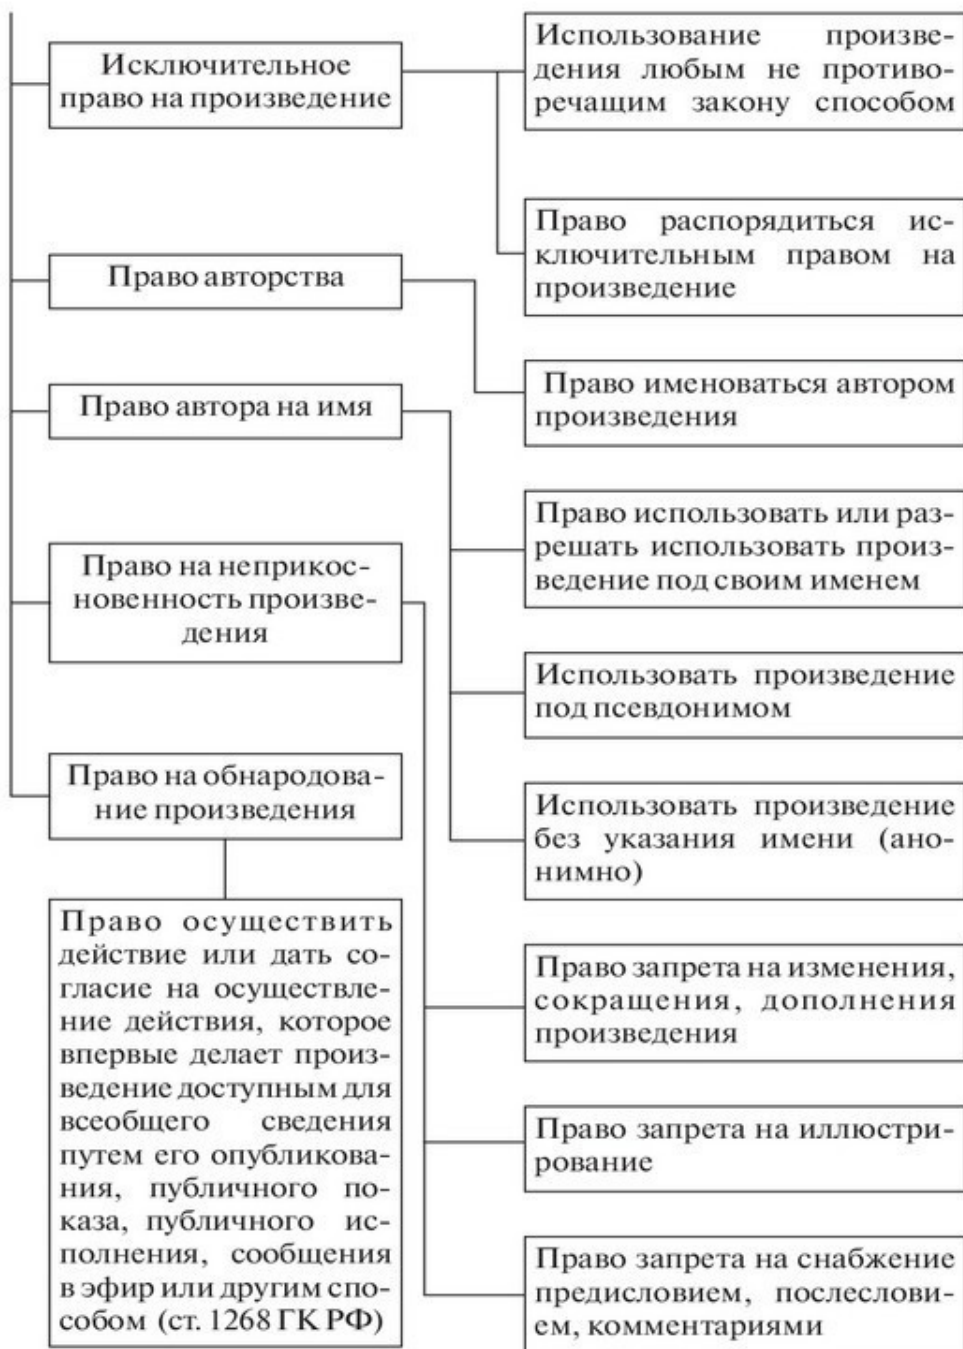 Исключительное
право на произведение
Использование произве-
дения любым не противо-
речащим закону способом
Право распорядиться ис-
ключительным правом на
произведение
Право авторства
Право именоваться автором
произведения
Право автора на имя
Право использовать или раз-
решать использовать произ-
ведение под своим именем
Использовать произведение
под псевдонимом
Использовать произведение
без указания имени (ано-
нимно)
Право на неприкос-
новенность произве-
дения
Право запрета на изменения,
сокращения, дополнения
произведения
Право запрета на иллюстри-
рование
Право запрета на снабжение
предисловием, послеслови-
ем, комментариями
Право на обнародова-
ние произведения
Право осуществить
действие или дать со-
гласие на осуществле-
ние действия, которое
впервые делает произ-
ведение доступным для
всеобщего сведения
путем его опубликова-
ния, публичного по-
каза, публичного ис-
полнения, сообщения
в эфир или другим спо-
собом (ст. 1268 ГК РФ)